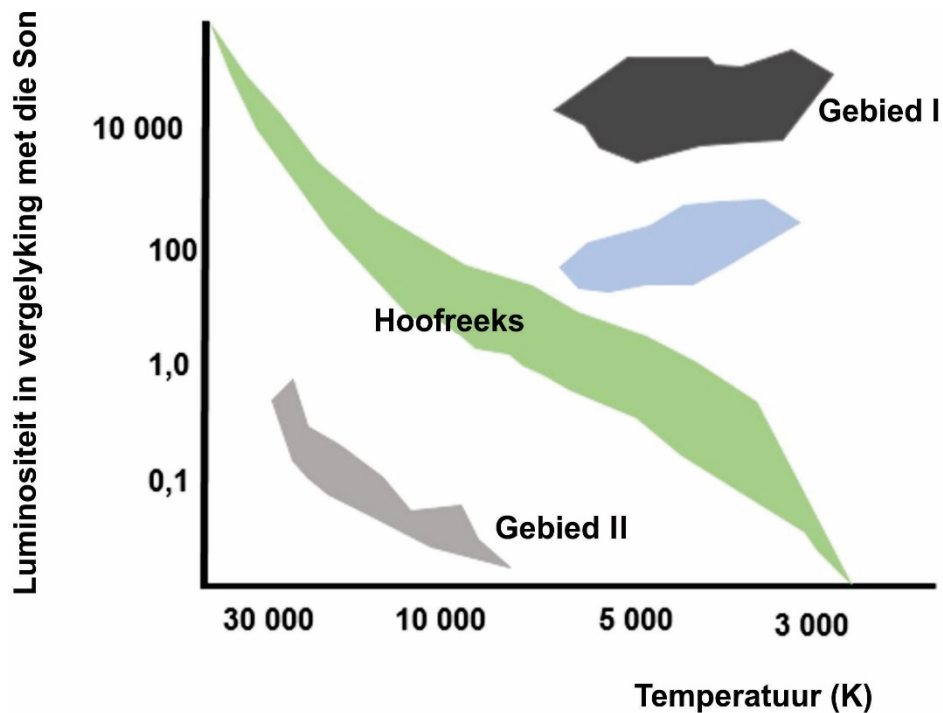 Luminositeit in vergelyking met die Son
10 000
100
1,0
0,1
Gebied I
Hoofreeks
Gebied II
30 000
10 000
5 000
3 000
Temperatuur (K)